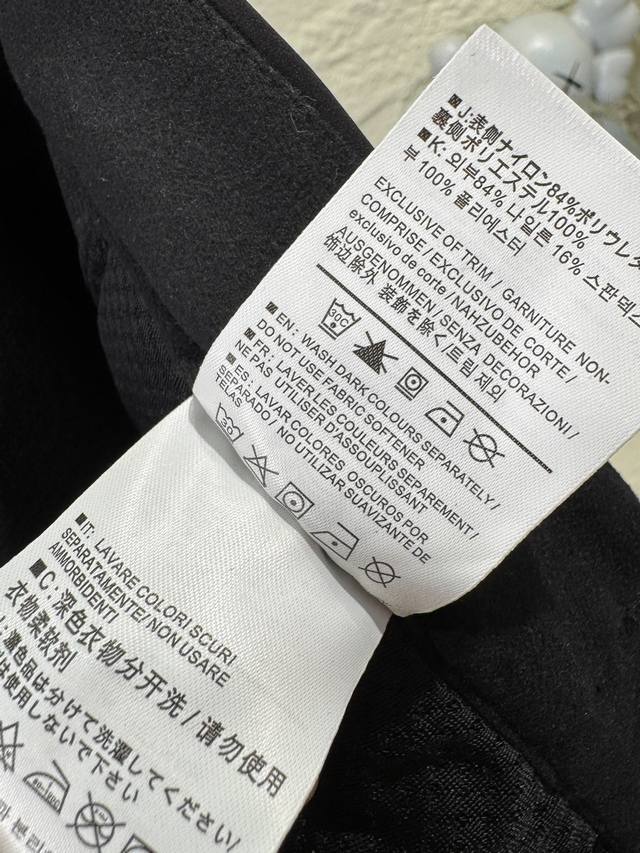 J:表側ナイロン84%ポリウレタ
裏側ポリエステル100%
K: 외부84% 나일론 16% 스판덱스
부 100% 폴리에스터
EXCLUSIVE OF TRIM / GARNITURE NON-
COMPRISE / EXCLUSIVO DE CORTE /
exclusivo de corte / NAHZUBEHOR
AUSGENOMMEN / SENZA DECORAZIONI /
饰边除外 装飾を除く/트림 제외
30C
EN: WASH DARK COLOURS SEPARATELY /
DO NOT USE FABRIC SOFTENER
FR: LAVER LES COULEURS SEPAREMENT /
NE PAS UTILISER D'ASSOUPLISSANT
ES: LAVAR COLORES OSCUROS POR
SEPARADO / NO UTILIZAR SUAVIZANTE DE
TELAS
30
IT: LAVARE COLORI SCURI
SEPARATAMENTE/ NON USARE
AMMORBIDENTI
C: 深色衣物分开洗 / 请勿使用
衣物柔软剂
色品は分けて洗濯してください/
は使用しないで下さい